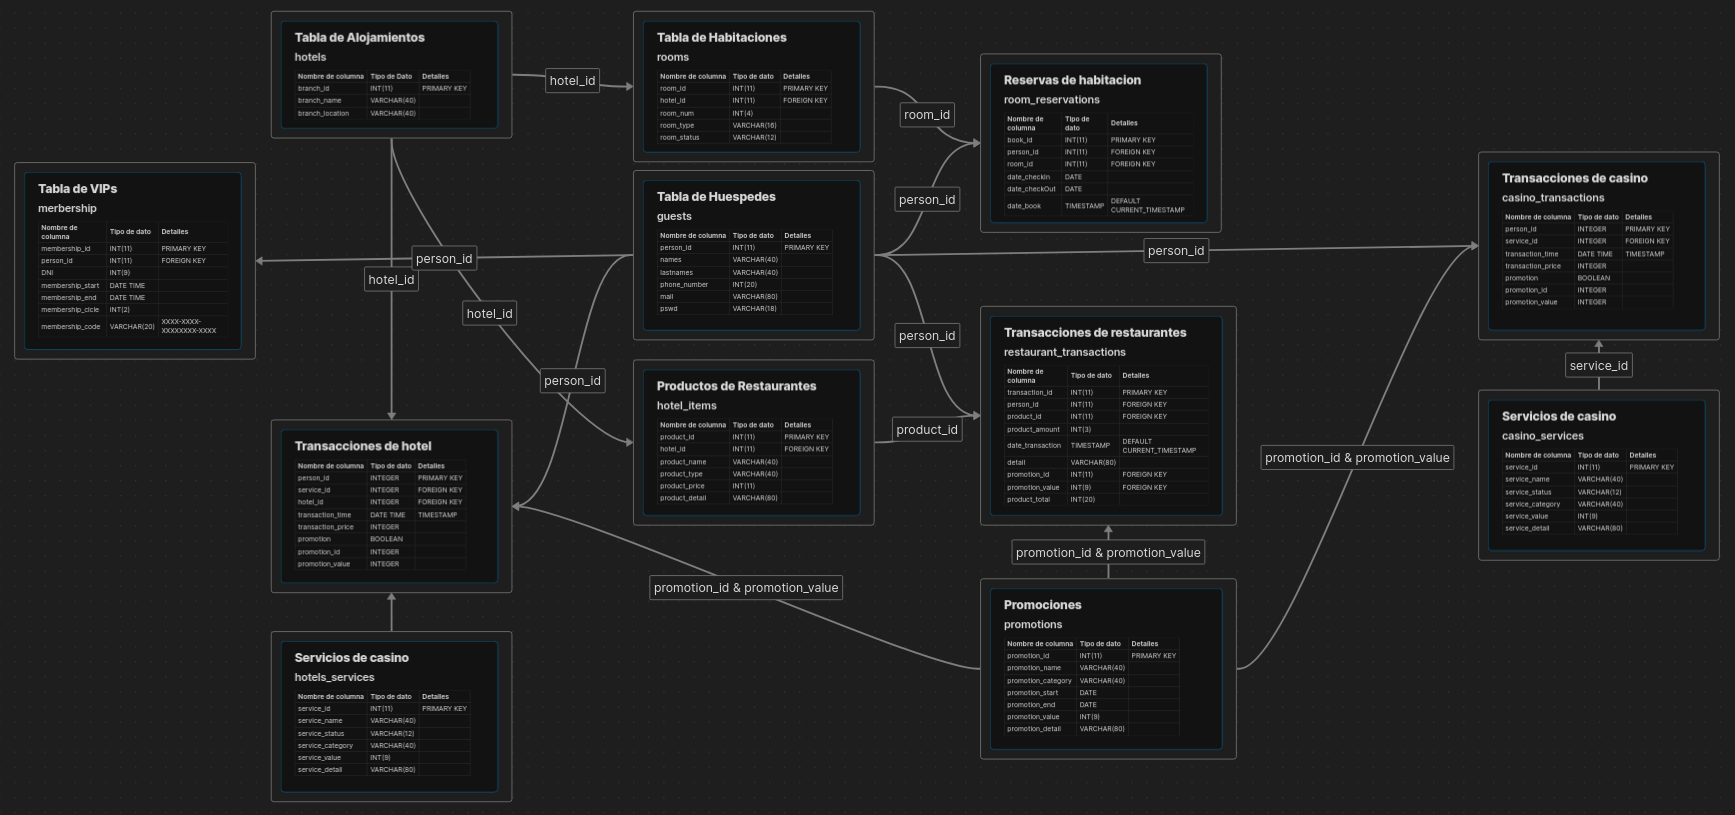 Tabla de Alojamientos
hotels
Nombre de columna Tipo de Dato Detalles
branch_id INT(11) PRIMARY KEY
branch_name VARCHAR(40)
branch_location VARCHAR(40)
hotel_id
Tabla de Habitaciones
rooms
Nombre de columna Tipo de dato Detalles
room_id INT(11) PRIMARY KEY
hotel_id INT(11) FOREIGN KEY
room_num INT(4)
room_type VARCHAR(16)
room_status VARCHAR(12)
room_id
Reservas de habitacion
room_reservations
Nombre de columna Tipo de dato Detalles
book_id INT(11) PRIMARY KEY
person_id INT(11) FOREIGN KEY
room_id INT(11) FOREIGN KEY
date_checkIn DATE
date_checkOut DATE
date_book TIMESTAMP DEFAULT CURRENT_TIMESTAMP
Tabla de VIPs
merbership
Nombre de columna Tipo de dato Detalles
membership_id INT(11) PRIMARY KEY
person_id INT(11) FOREIGN KEY
DNI INT(9)
membership_start DATE TIME
membership_end DATE TIME
membership_cicle INT(2)
membership_code VARCHAR(20) XXXX-XXXX-XXXXXXXX-XXXX
person_id
hotel_id
hotel_id
person_id
Tabla de Huespedes
guests
Nombre de columna Tipo de dato Detalles
person_id INT(11) PRIMARY KEY
names VARCHAR(40)
lastnames VARCHAR(40)
phone_number INT(20)
mail VARCHAR(80)
pswd VARCHAR(18)
person_id
person_id
person_id
Transacciones de casino
casino_transactions
Nombre de columna Tipo de dato Detalles
person_id INTEGER PRIMARY KEY
service_id INTEGER FOREIGN KEY
transaction_time DATE TIME TIMESTAMP
transaction_price INTEGER
promotion BOOLEAN
promotion_id INTEGER
promotion_value INTEGER
service_id
Productos de Restaurantes
hotel_items
Nombre de columna Tipo de dato Detalles
product_id INT(11) PRIMARY KEY
hotel_id INT(11) FOREIGN KEY
product_name VARCHAR(40)
product_type VARCHAR(40)
product_price INT(11)
product_detail VARCHAR(80)
product_id
Transacciones de restaurantes
restaurant_transactions
Nombre de columna Tipo de dato Detalles
transaction_id INT(11) PRIMARY KEY
person_id INT(11) FOREIGN KEY
product_id INT(11) FOREIGN KEY
product_amount INT(3)
date_transaction TIMESTAMP DEFAULT CURRENT_TIMESTAMP
detail VARCHAR(80)
promotion_id INT(11) FOREIGN KEY
promotion_value INT(9) FOREIGN KEY
product_total INT(20)
Servicios de casino
casino_services
Nombre de columna Tipo de dato Detalles
service_id INT(11) PRIMARY KEY
service_name VARCHAR(40)
service_status VARCHAR(12)
service_category VARCHAR(40)
service_value INT(9)
service_detail VARCHAR(80)
promotion_id & promotion_value
Transacciones de hotel
Nombre de columna Tipo de dato Detalles
person_id INTEGER PRIMARY KEY
service_id INTEGER FOREIGN KEY
hotel_id INTEGER FOREIGN KEY
transaction_time DATE TIME TIMESTAMP
transaction_price INTEGER
promotion BOOLEAN
promotion_id INTEGER
promotion_value INTEGER
promotion_id & promotion_value
promotion_id & promotion_value
Servicios de casino
hotels_services
Nombre de columna Tipo de dato Detalles
service_id INT(11) PRIMARY KEY
service_name VARCHAR(40)
service_status VARCHAR(12)
service_category VARCHAR(40)
service_value INT(9)
service_detail VARCHAR(80)
Promociones
promotions
Nombre de columna Tipo de dato Detalles
promotion_id INT(11) PRIMARY KEY
promotion_name VARCHAR(40)
promotion_category VARCHAR(40)
promotion_start DATE
promotion_end DATE
promotion_value INT(9)
promotion_detail VARCHAR(80)